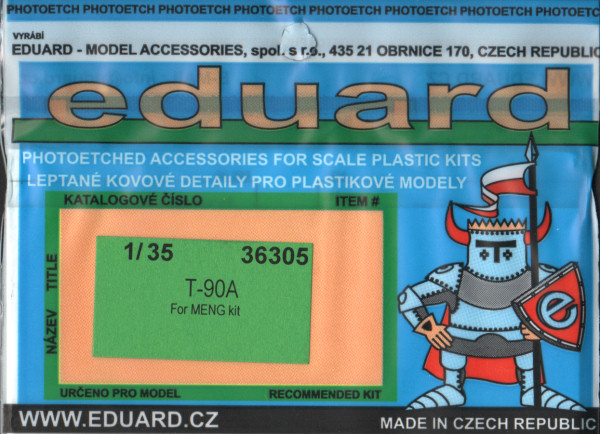 PHOTOETCH PHOTOETCH PHOTOETCH PHOTOETCH PHOTOETCH PHOTOETCH PHOTOETCH PHOTOETCH
VYRÁBÍ
EDUARD - MODEL ACCESSORIES, spol. s r.o., 435 21 OBRNICE 170, CZECH REPUBLIC
eduard
PHOTOETCHED ACCESSORIES FOR SCALE PLASTIC KITS
LEPTANÉ KOVOVÉ DETAILY PRO PLASTIKOVÉ MODELY
KATALOGOVÉ ČÍSLO ITEM #
1/35 36305
T-90A
For MENG kit
NÁZEV TITLE
URČENO PRO MODEL RECOMMENDED KIT
e
WWW.EDUARD.CZ MADE IN CZECH REPUBLIC